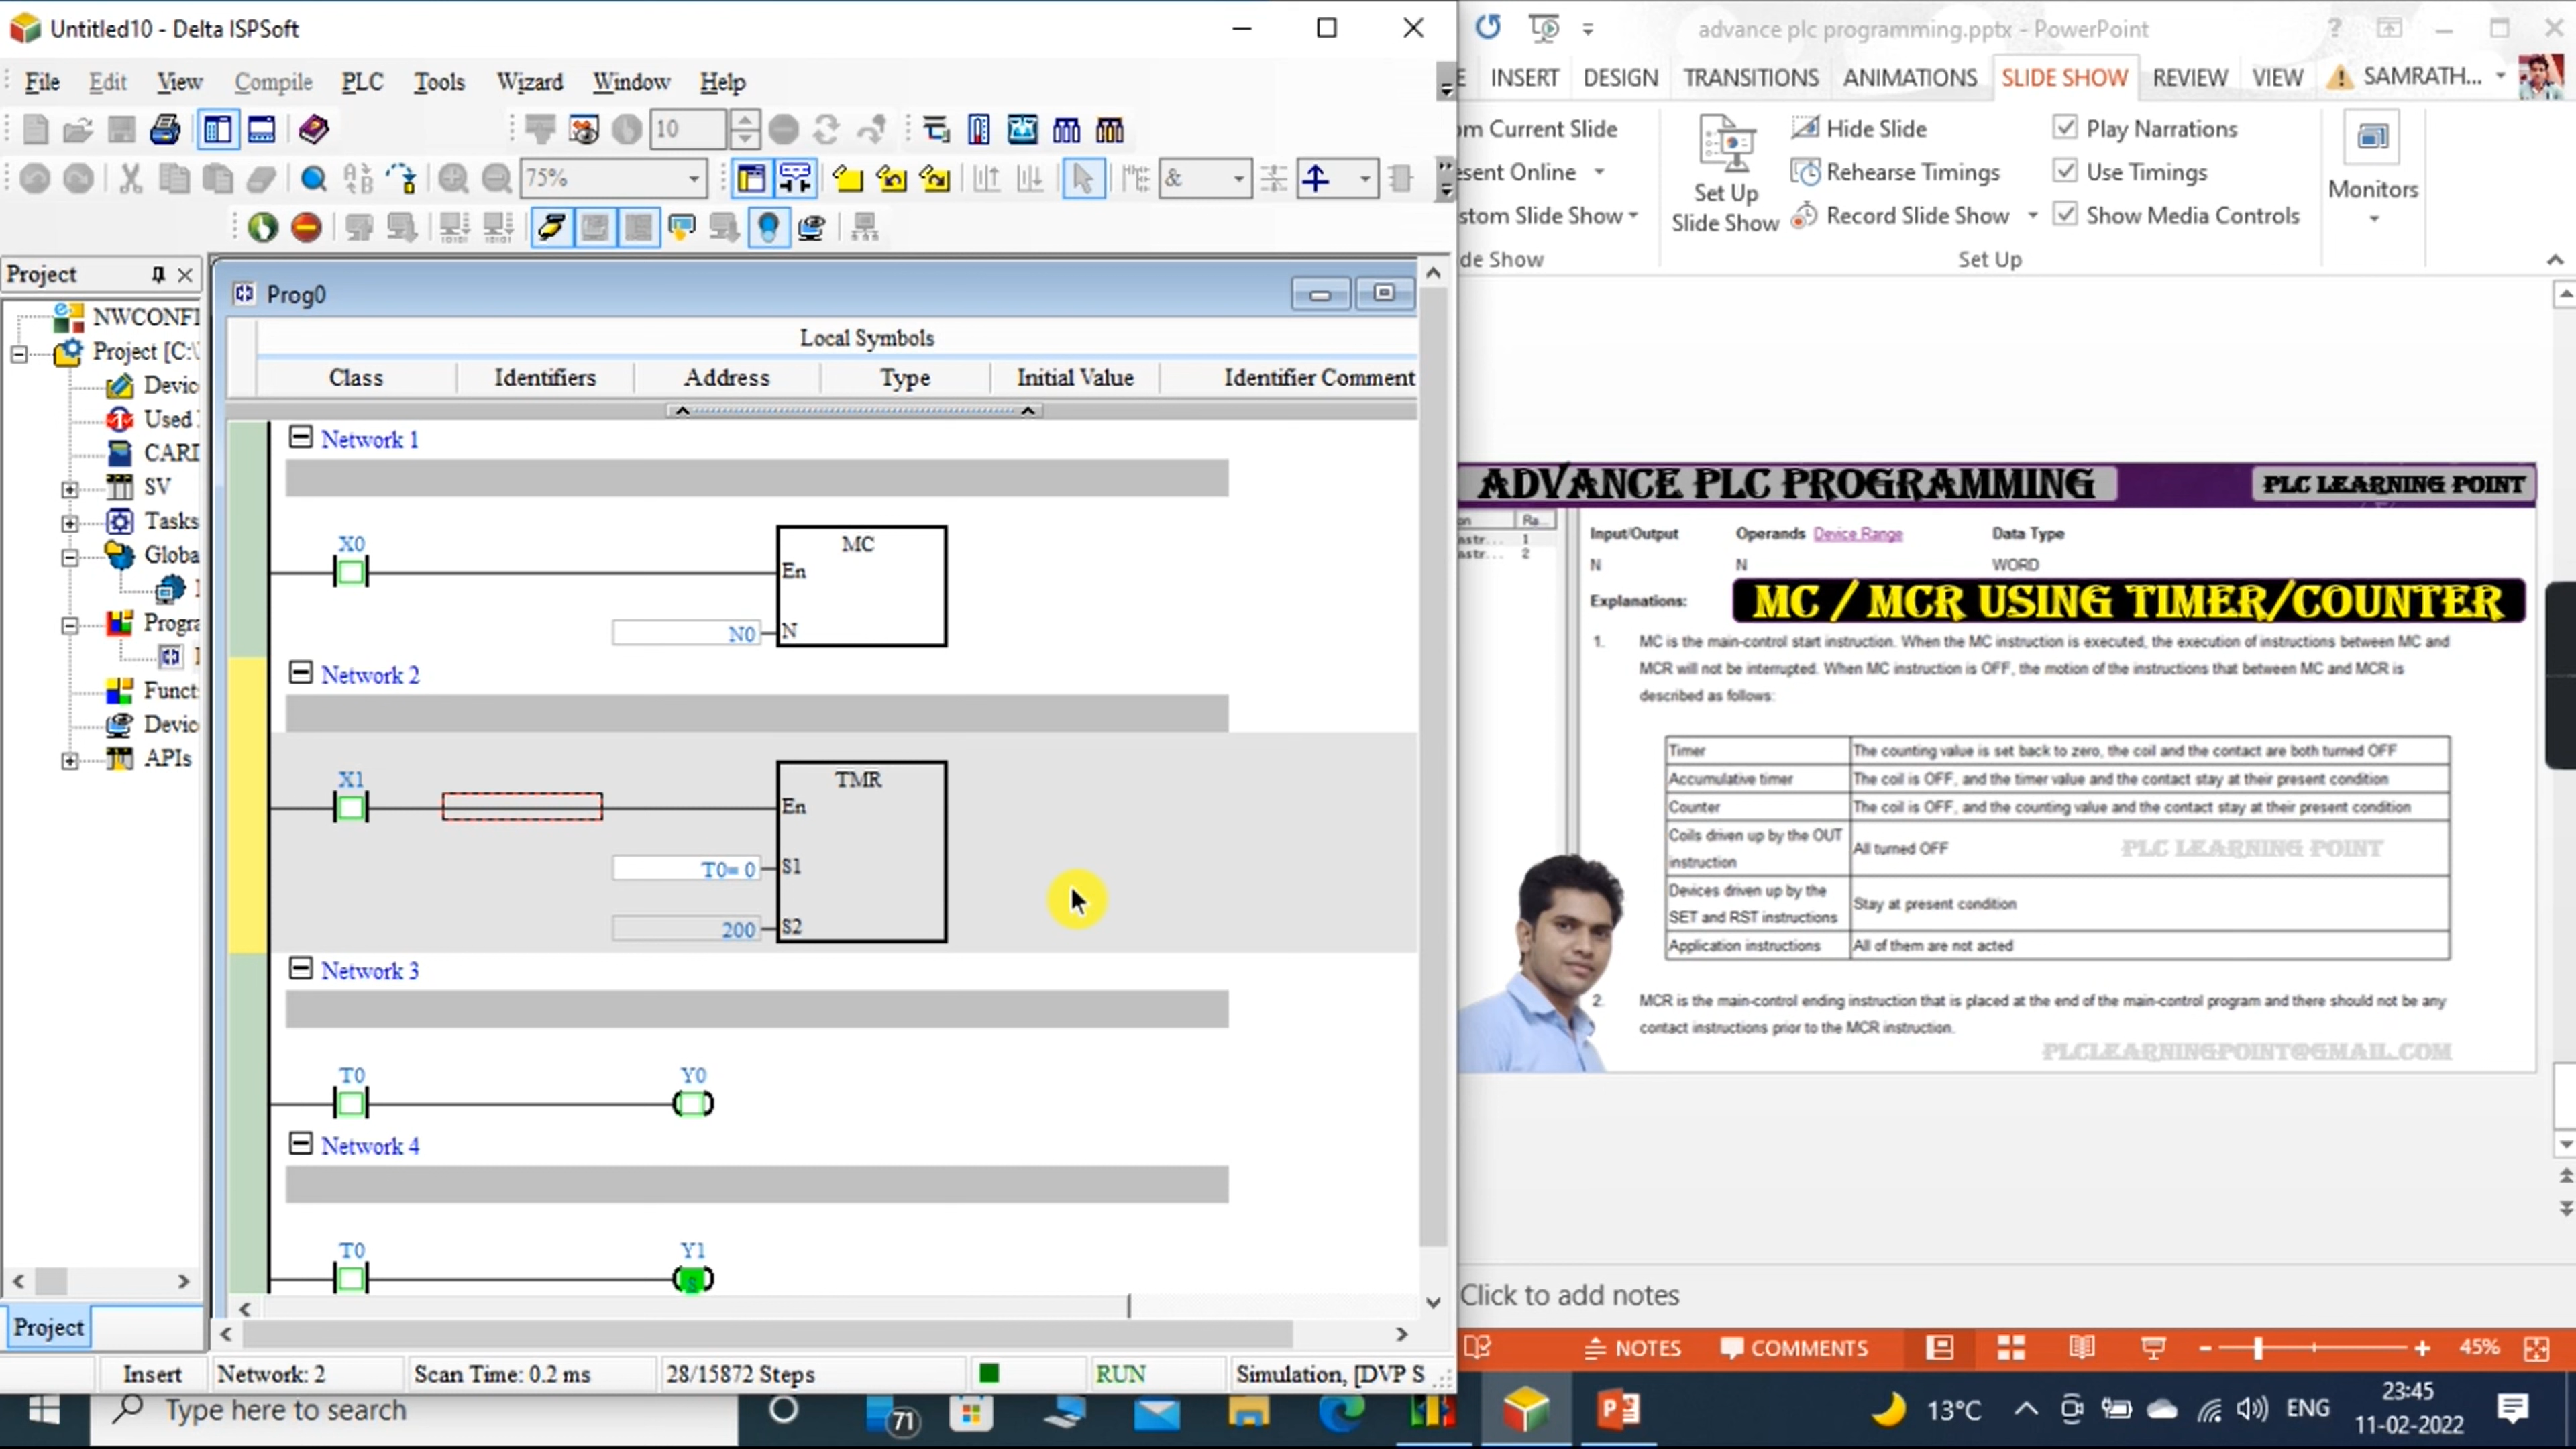 Untitled10 - Delta ISPSoft
File Edit View Compile PLC Tools Wizard Window Help
10
75%
&
Project
NWCONFI
Project [C:\
Devic
Used
CARD
SV
Tasks
Globa
Progra
Funct
Devic
APIs
Project
Prog0
Local Symbols
Class Identifiers Address Type Initial Value Identifier Comment
Network 1
X0
MC
En
N0 N
Network 2
X1
TMR
En
T0= 0 S1
200 S2
Network 3
T0 Y0
Network 4
T0 Y1
S
Insert Network: 2 Scan Time: 0.2 ms 28/15872 Steps RUN Simulation, [DVP S
advance plc programming.pptx - PowerPoint
E INSERT DESIGN TRANSITIONS ANIMATIONS SLIDE SHOW REVIEW VIEW SAMRATH...
om Current Slide
esent Online
stom Slide Show
de Show
Set Up
Slide Show
Hide Slide
Rehearse Timings
Record Slide Show
Play Narrations
Use Timings
Show Media Controls
Set Up
Monitors
ADVANCE PLC PROGRAMMING
PLC LEARNING POINT
on Ra...
nstr... 1
nstr... 2
Input/Output Operands Device Range Data Type
N N WORD
Explanations:
MC / MCR USING TIMER/COUNTER
1. MC is the main-control start instruction. When the MC instruction is executed, the execution of instructions between MC and
MCR will not be interrupted. When MC instruction is OFF, the motion of the instructions that between MC and MCR is
described as follows:
Timer The counting value is set back to zero, the coil and the contact are both turned OFF
Accumulative timer The coil is OFF, and the timer value and the contact stay at their present condition
Counter The coil is OFF, and the counting value and the contact stay at their present condition
Coils driven up by the OUT
instruction
All turned OFF
PLC LEARNING POINT
Devices driven up by the
SET and RST instructions
Stay at present condition
Application instructions All of them are not acted
2. MCR is the main-control ending instruction that is placed at the end of the main-control program and there should not be any
contact instructions prior to the MCR instruction.
PLCLEARNINGPOINT@GMAIL.COM
Click to add notes
NOTES COMMENTS 45%
Type here to search
71
13°C ENG
23:45
11-02-2022